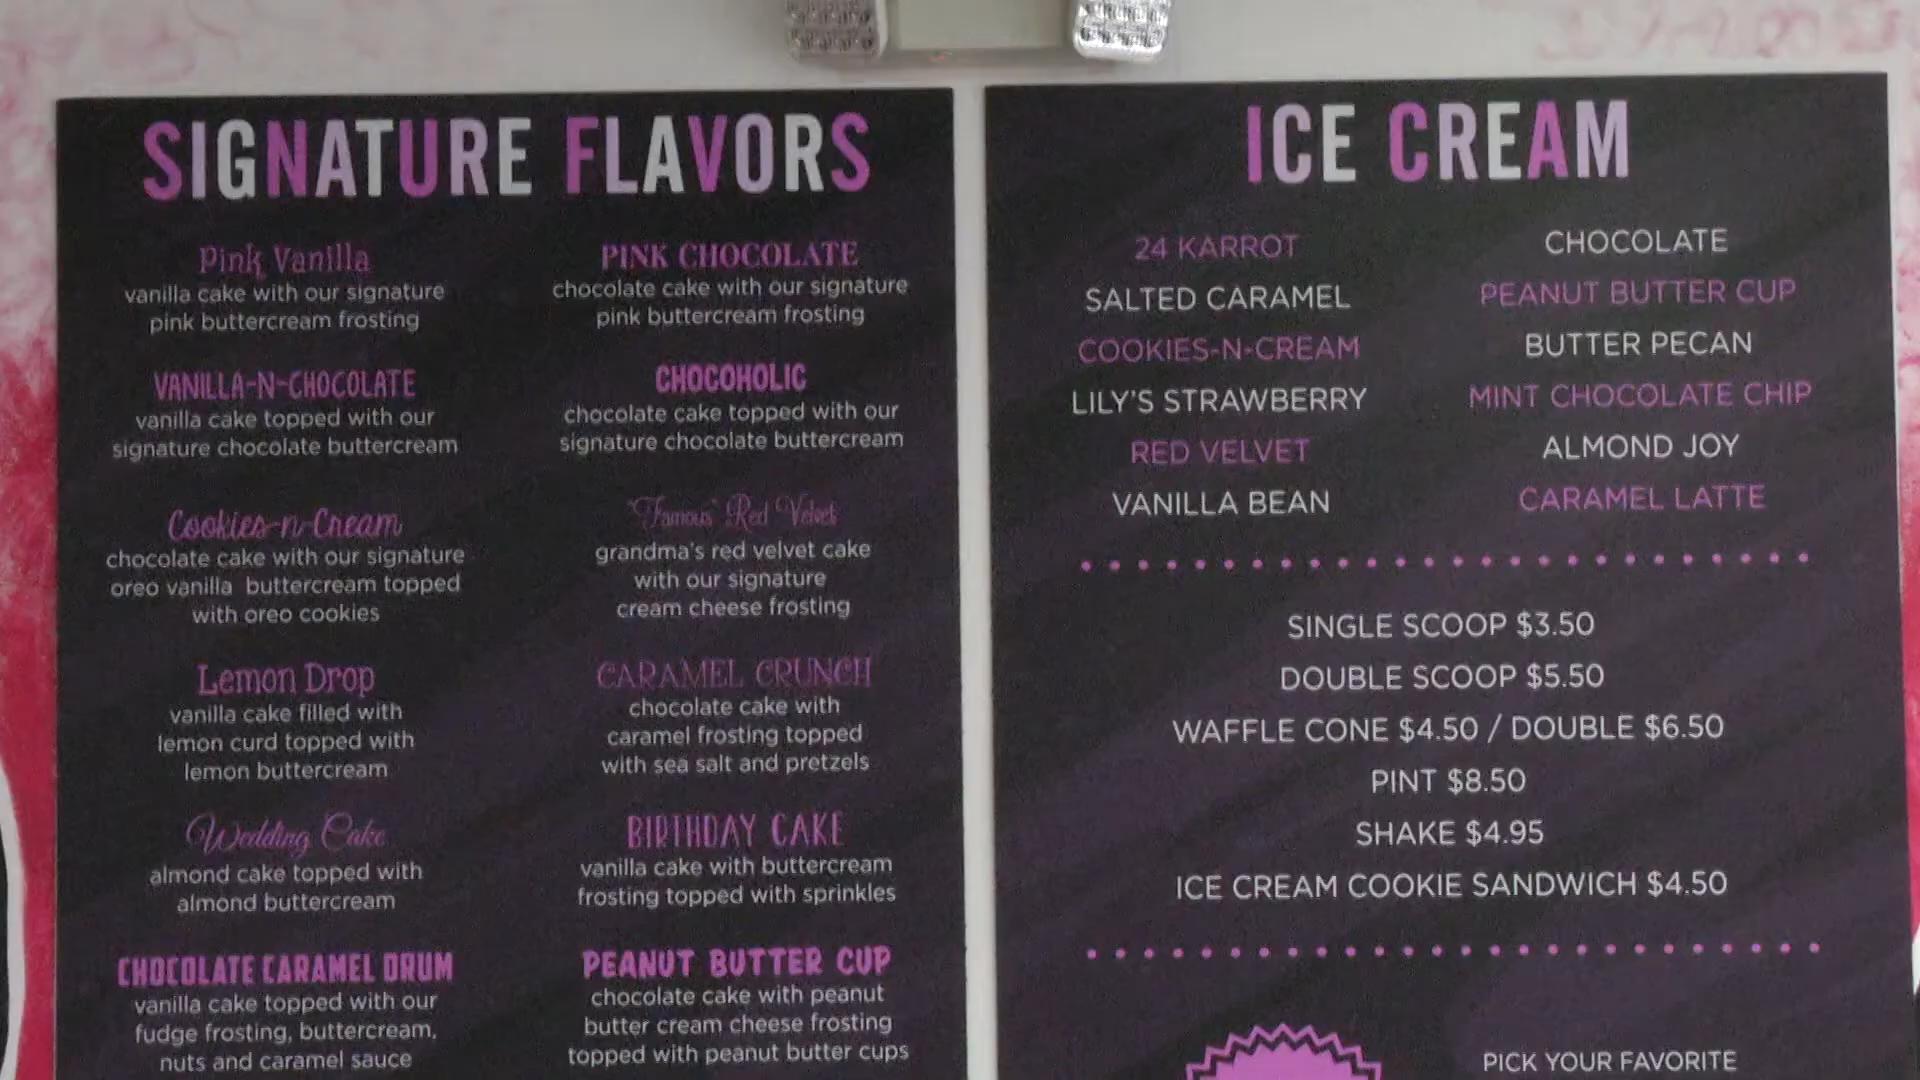 SIGNATURE FLAVORS
Pink Vanilla
vanilla cake with our signature
pink buttercream frosting
PINK CHOCOLATE
chocolate cake with our signature
pink buttercream frosting
VANILLA-N-CHOCOLATE
vanilla cake topped with our
signature chocolate buttercream
CHOCOHOLIC
chocolate cake topped with our
signature chocolate buttercream
Cookies-n-Cream
chocolate cake with our signature
oreo vanilla buttercream topped
with oreo cookies
"Famous" Red Velvet
grandma's red velvet cake
with our signature
cream cheese frosting
Lemon Drop
vanilla cake filled with
lemon curd topped with
lemon buttercream
CARAMEL CRUNCH
chocolate cake with
caramel frosting topped
with sea salt and pretzels
Wedding Cake
almond cake topped with
almond buttercream
BIRTHDAY CAKE
vanilla cake with buttercream
frosting topped with sprinkles
CHOCOLATE CARAMEL DRUM
vanilla cake topped with our
fudge frosting, buttercream,
nuts and caramel sauce
PEANUT BUTTER CUP
chocolate cake with peanut
butter cream cheese frosting
topped with peanut butter cups
ICE CREAM
24 KARROT
SALTED CARAMEL
COOKIES-N-CREAM
LILY'S STRAWBERRY
RED VELVET
VANILLA BEAN
CHOCOLATE
PEANUT BUTTER CUP
BUTTER PECAN
MINT CHOCOLATE CHIP
ALMOND JOY
CARAMEL LATTE
SINGLE SCOOP $3.50
DOUBLE SCOOP $5.50
WAFFLE CONE $4.50 / DOUBLE $6.50
PINT $8.50
SHAKE $4.95
ICE CREAM COOKIE SANDWICH $4.50
PICK YOUR FAVORITE